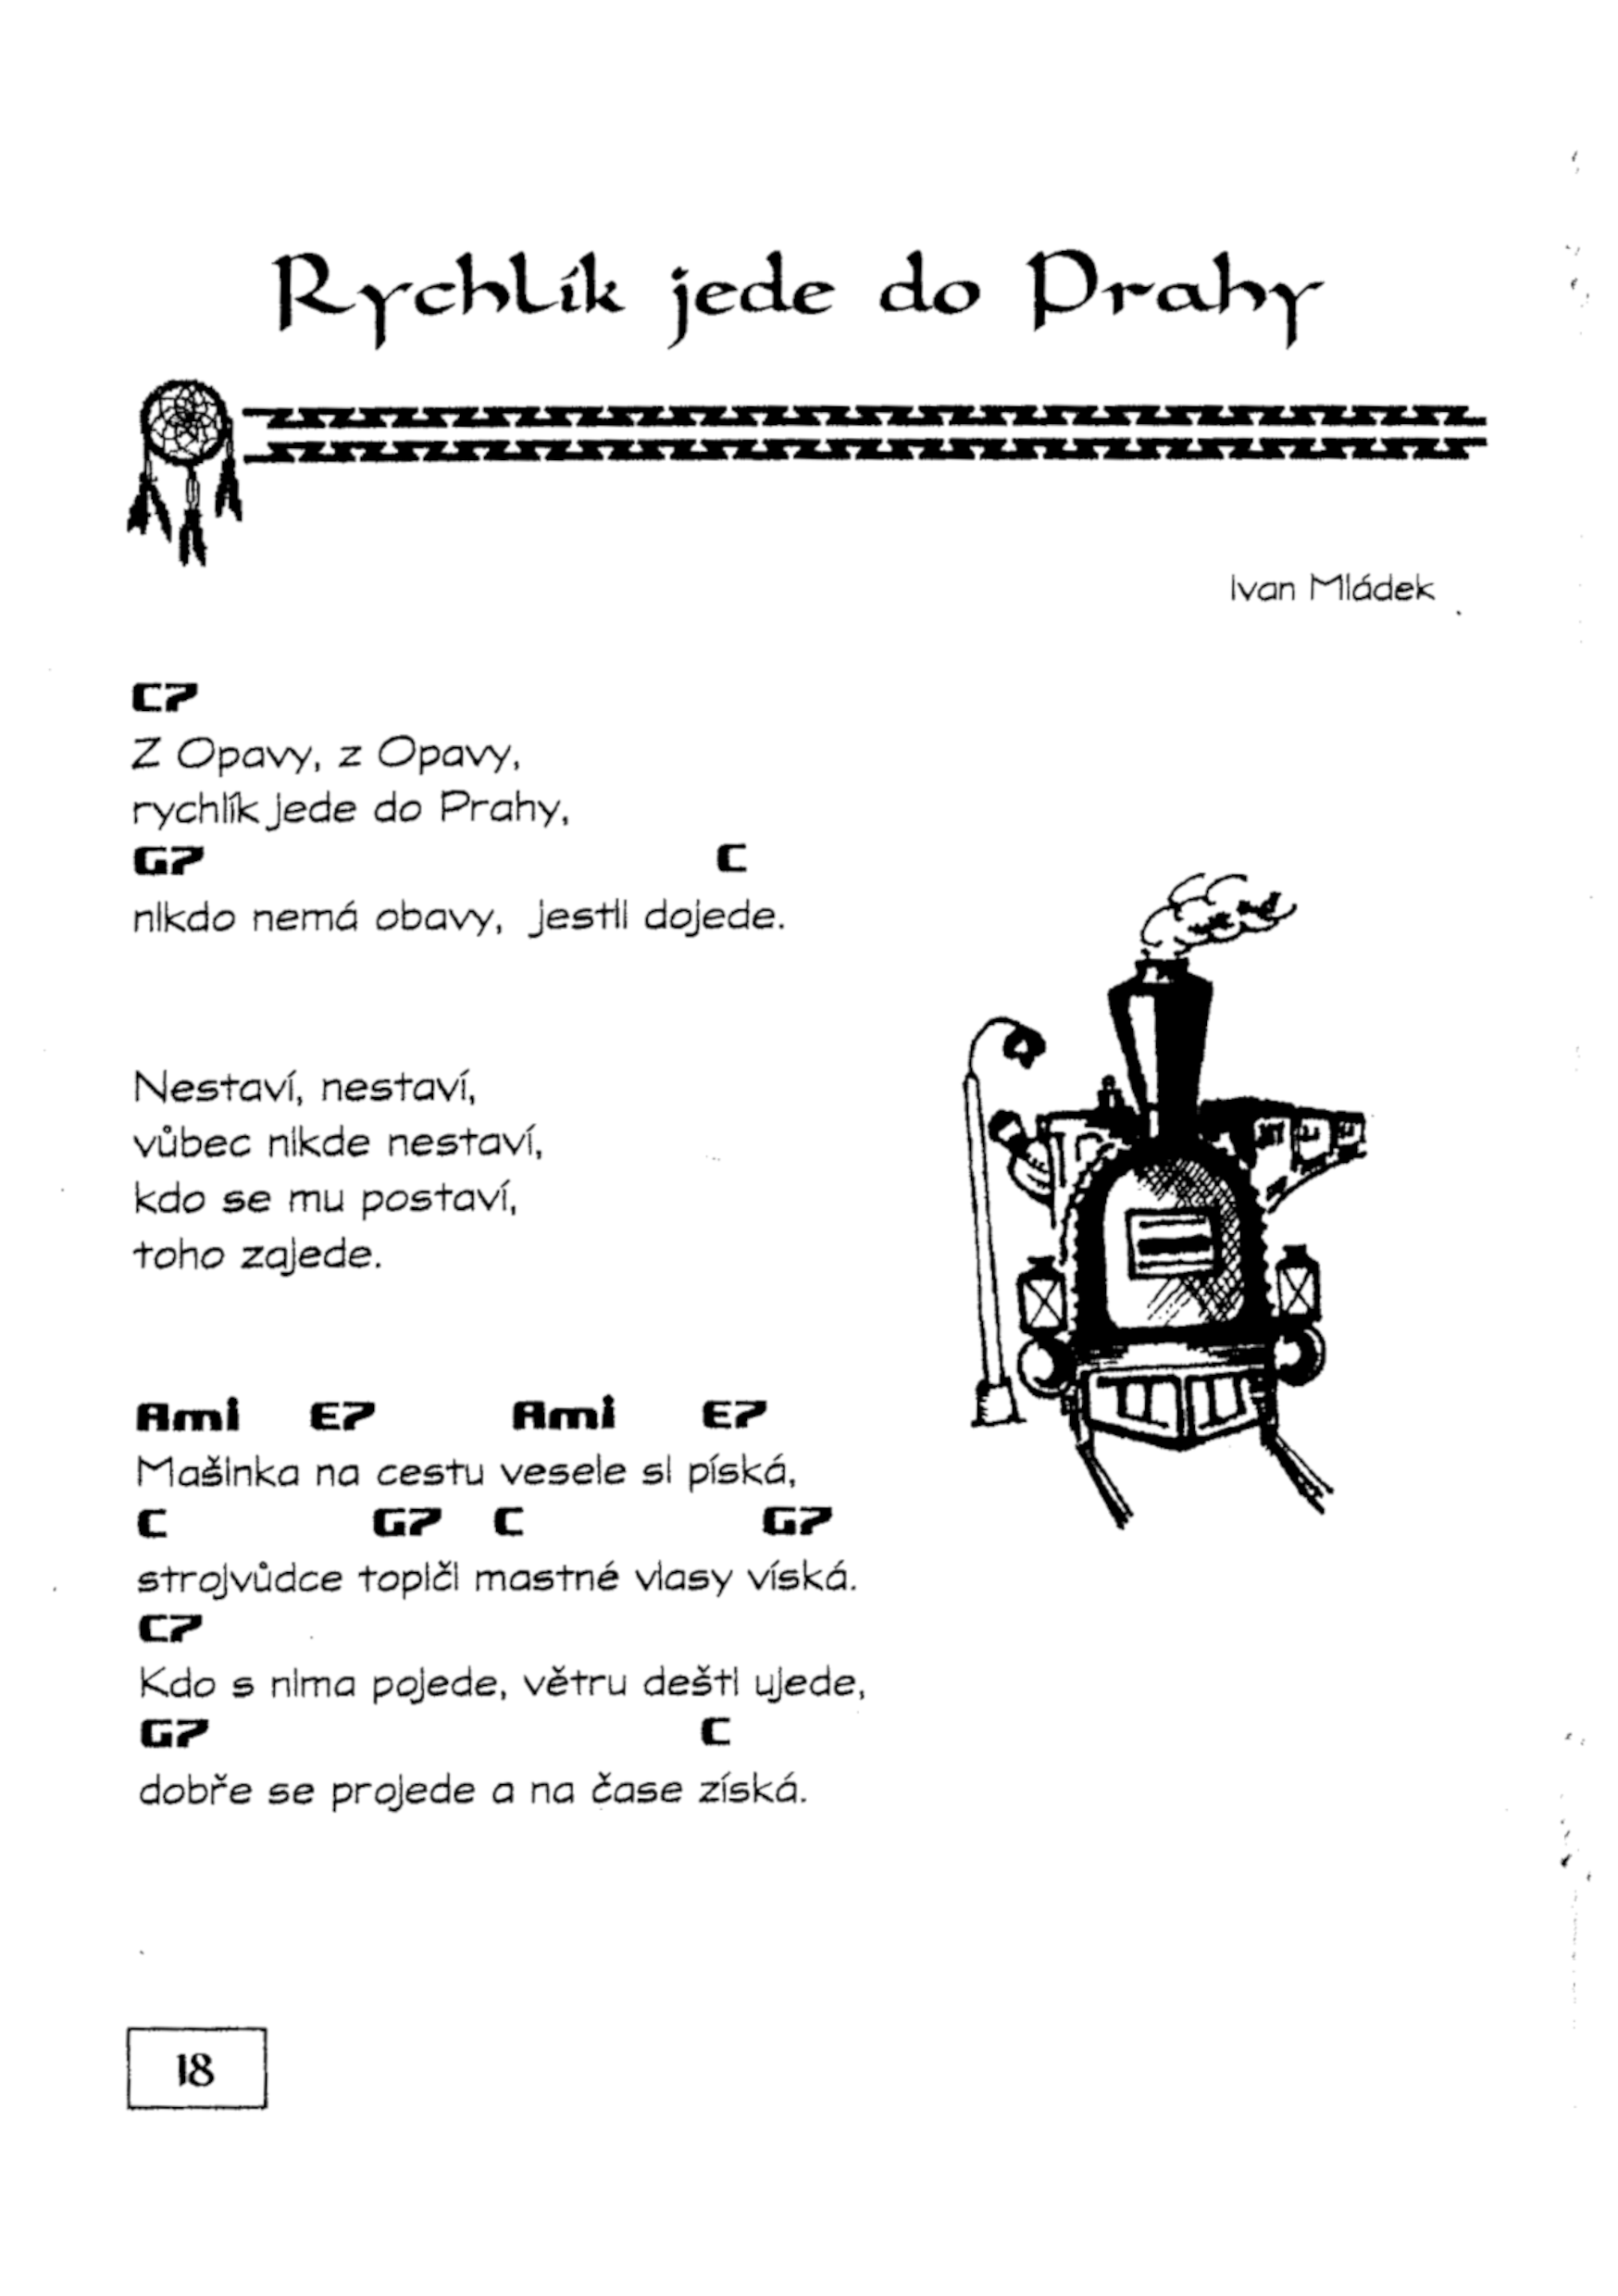 Rychlík jede do Prahy
Ivan Mládek
C7
Z Opavy, z Opavy,
rychlík jede do Prahy,
G7 C
nikdo nemá obavy, jestli dojede.
Nestaví, nestaví,
vůbec nikde nestaví,
kdo se mu postaví,
toho zajede.
Ami E7 Ami E7
Mašinka na cestu vesele si píská,
C G7 C G7
strojvůdce topiči mastné vlasy víská.
C7
Kdo s nima pojede, větru dešti ujede,
G7 C
dobře se projede a na čase získá.
18